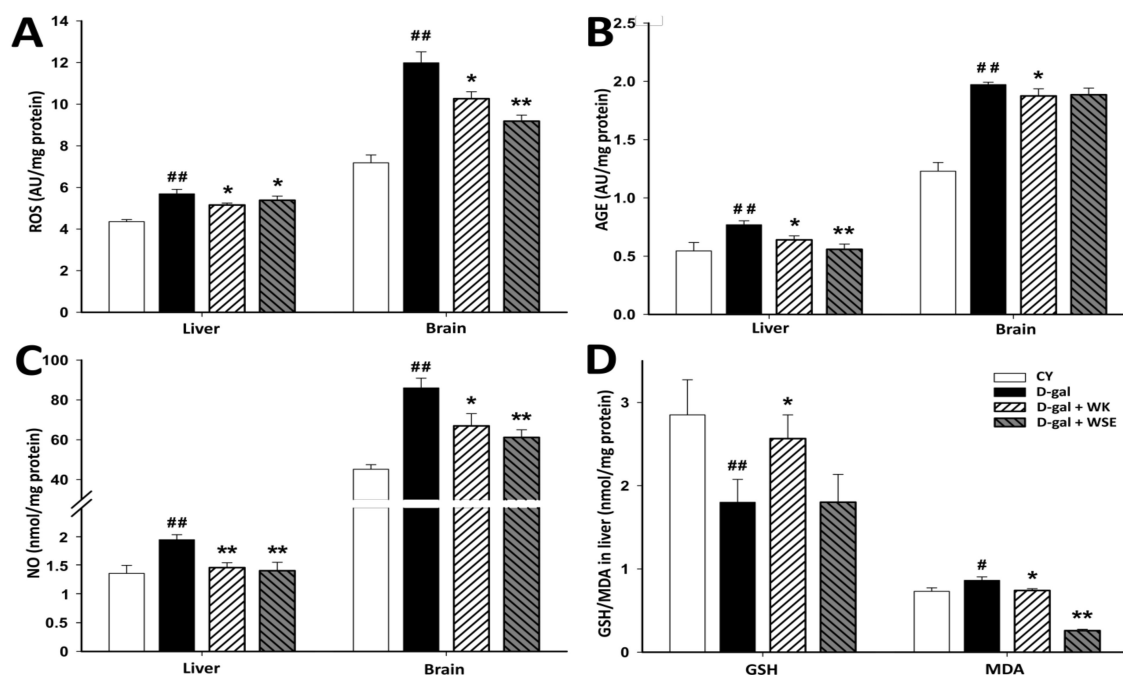 A
ROS (AU/mg protein)
14
12
10
8
6
4
2
0
##
*
*
##
*
**
Liver
Brain
B
AGE (AU/mg protein)
2.5
2.0
1.5
1.0
0.5
0.0
##
*
**
##
*
Liver
Brain
C
NO (nmol/mg protein)
100
80
60
40
2
1.5
1
0
##
**
**
##
*
**
Liver
Brain
D
GSH/MDA in liver (nmol/mg protein)
3
2
1
0
##
*
#
*
**
CY
D-gal
D-gal + WK
D-gal + WSE
GSH
MDA